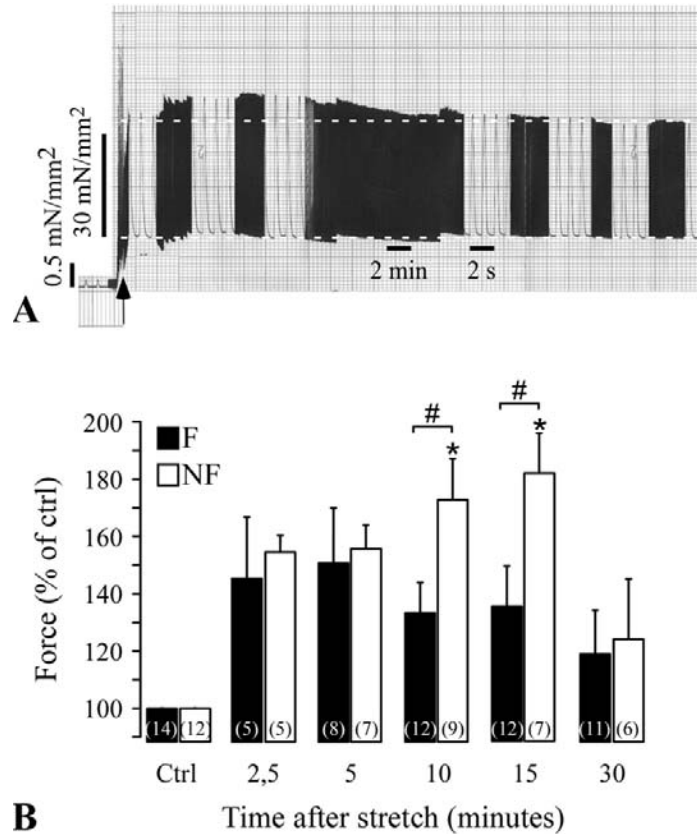 0.5 mN/mm2
30 mN/mm2
2 min
2 s
A
Force (% of ctrl)
200
180
160
140
120
100
F
NF
#
*
#
*
(14) (12) (5) (5) (8) (7) (12) (9) (12) (7) (11) (6)
Ctrl 2,5 5 10 15 30
B Time after stretch (minutes)